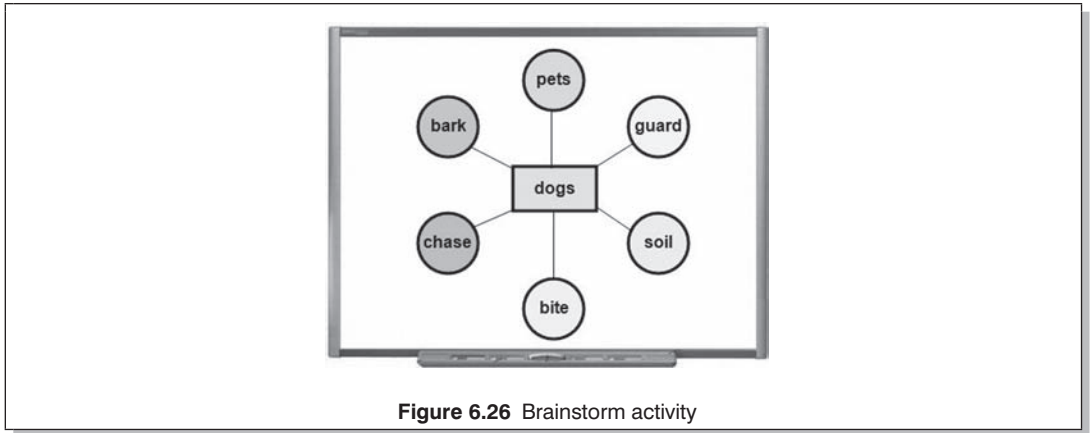 pets
bark
guard
dogs
chase
soil
bite
Figure 6.26 Brainstorm activity